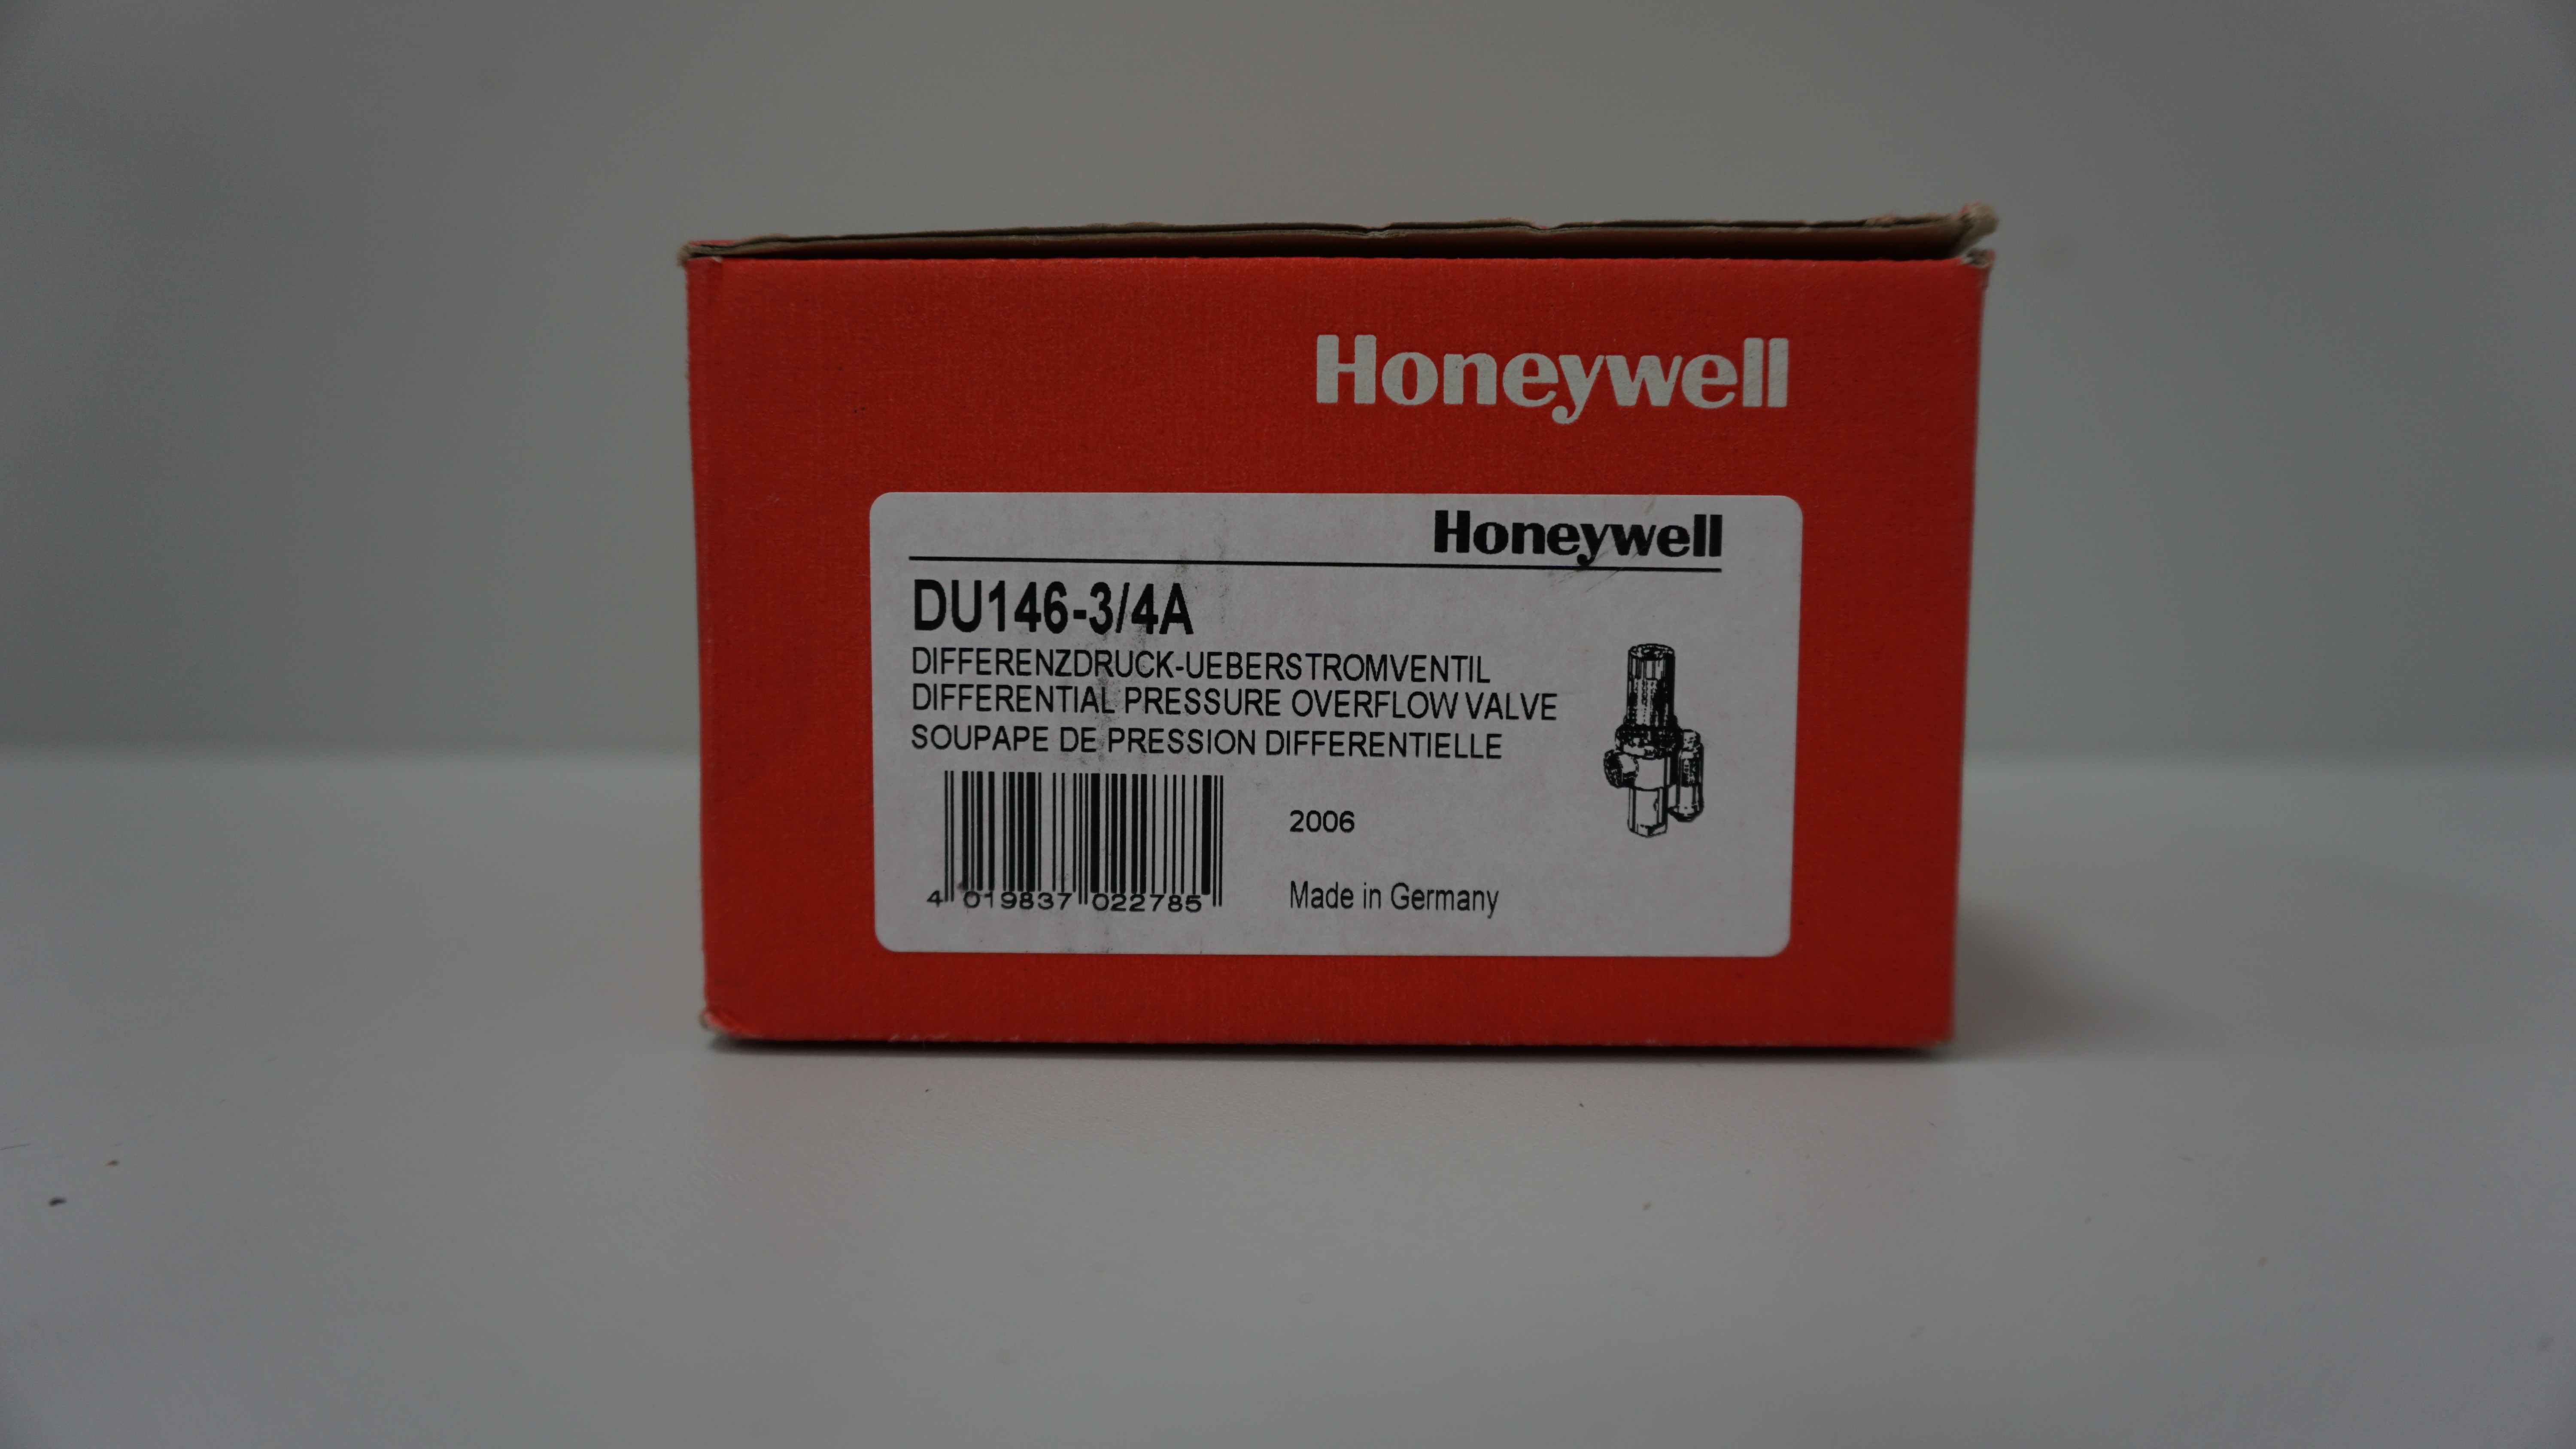 Honeywell
Honeywell
DU146-3/4A
DIFFERENZDRUCK-UEBERSTROMVENTIL
DIFFERENTIAL PRESSURE OVERFLOW VALVE
SOUPAPE DE PRESSION DIFFERENTIELLE
2006
4 019837 022785
Made in Germany